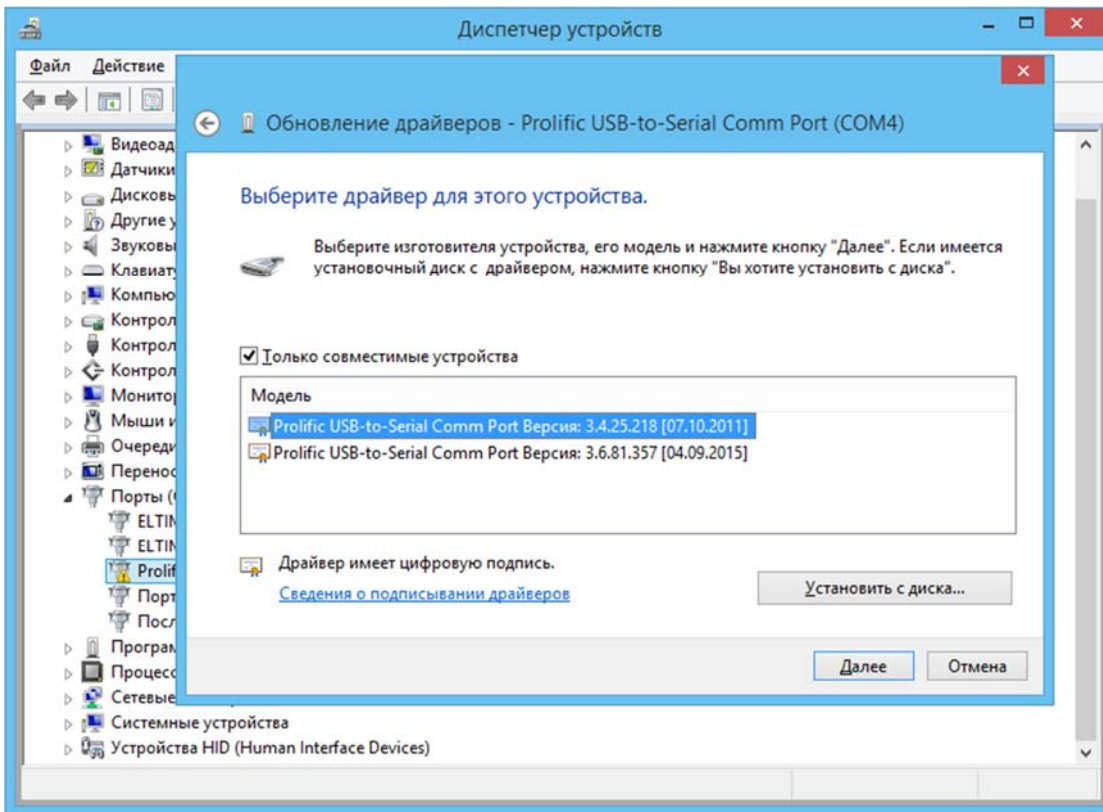 Диспетчер устройств
Файл Действие
Обновление драйверов - Prolific USB-to-Serial Comm Port (COM4)
Видеоад
Датчики
Дисковы
Другие у
Звуковы
Клавиат
Компью
Контрол
Контрол
Контрол
Монитор
Мыши и
Очереди
Перенос
Порты (
ELTIM
ELTIM
Prolif
Порт
Посл
Програм
Процесс
Сетевые
Системные устройства
Устройства HID (Human Interface Devices)
Выберите драйвер для этого устройства.
Выберите изготовителя устройства, его модель и нажмите кнопку "Далее". Если имеется
установочный диск с драйвером, нажмите кнопку "Вы хотите установить с диска".
Только совместимые устройства
Модель
Prolific USB-to-Serial Comm Port Версия: 3.4.25.218 [07.10.2011]
Prolific USB-to-Serial Comm Port Версия: 3.6.81.357 [04.09.2015]
Драйвер имеет цифровую подпись.
Сведения о подписывании драйверов
Установить с диска...
Далее Отмена